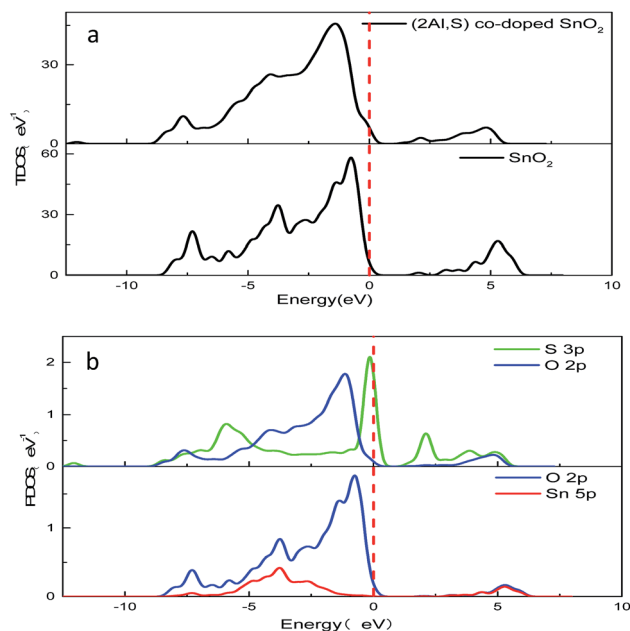 a
(2Al,S) co-doped SnO₂
30
0
60
SnO₂
30
0
TDOS( eV⁻¹)
-10
-5
0
5
Energy(eV)
b
S 3p
O 2p
2
1
0
O 2p
Sn 5p
1
0
PDOS( eV⁻¹)
-10
-5
0
5
Energy( eV)